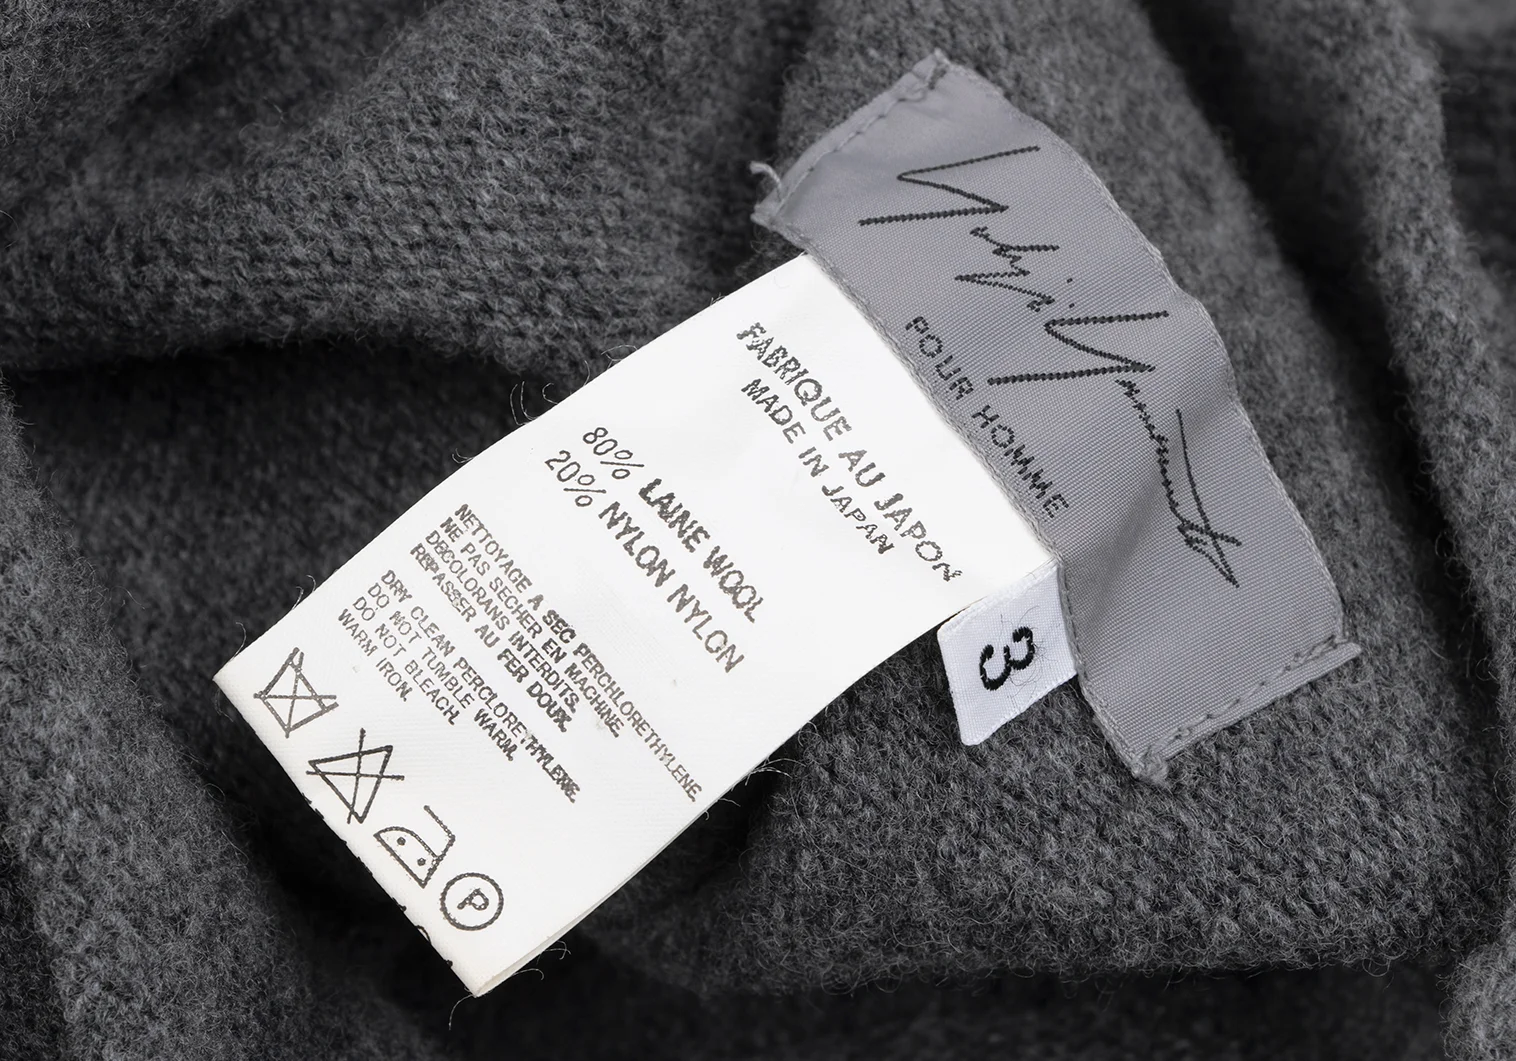 Yohji Yamamoto
POUR HOMME
3
FABRIQUE AU JAPON
MADE IN JAPAN
80% LAINE WOOL
20% NYLON NYLON
NETTOYAGE A SEC PERCHLORETHYLENE.
NE PAS SECHER EN MACHINE
DECOLORANS INTERDITS.
REPASSER AU FER DOUX.
DRY CLEAN PERCLORETHYLENE.
DO NOT TUMBLE WARM.
DO NOT BLEACH.
WARM IRON.
P